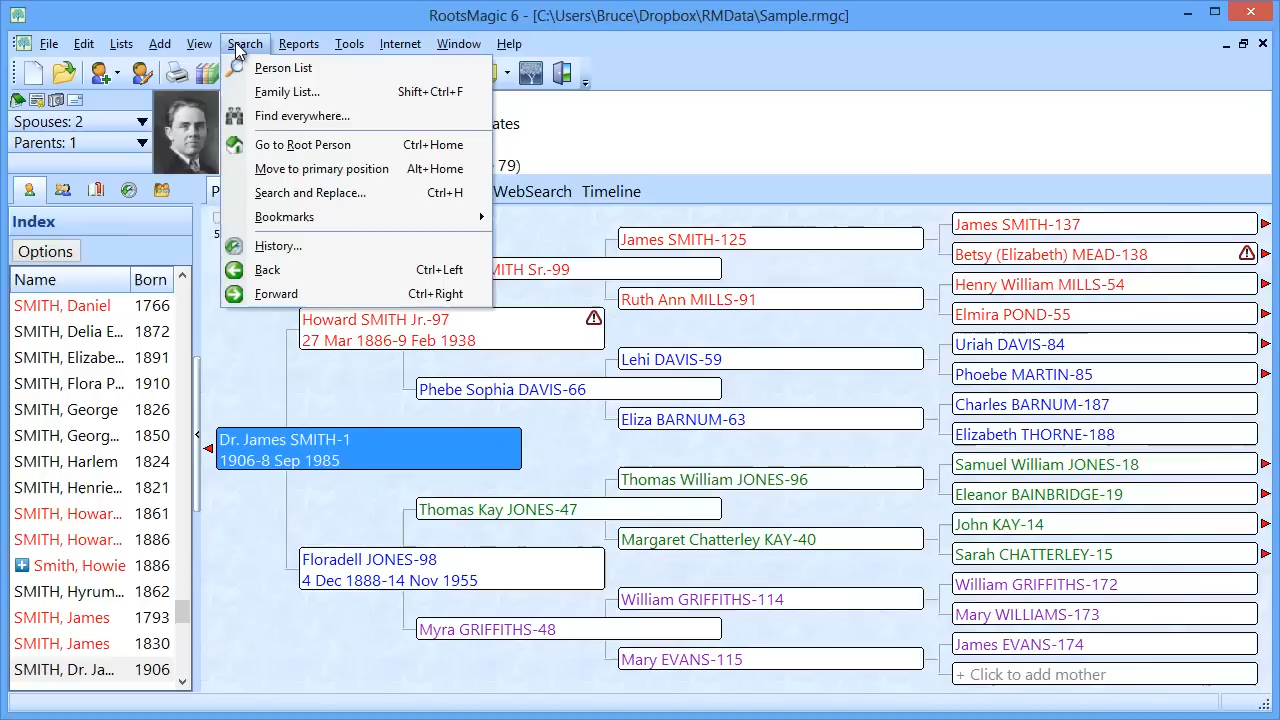 RootsMagic 6 - [C:\Users\Bruce\Dropbox\RMData\Sample.rmgc]
File Edit Lists Add View Search Reports Tools Internet Window Help
Person List
Family List... Shift+Ctrl+F
Find everywhere...
Go to Root Person Ctrl+Home
Move to primary position Alt+Home
Search and Replace... Ctrl+H
Bookmarks
History...
Back Ctrl+Left
Forward Ctrl+Right
Spouses: 2
Parents: 1
ates
79)
P
WebSearch Timeline
Index
Options
Name Born
SMITH, Daniel 1766
SMITH, Delia E... 1872
SMITH, Elizabe... 1891
SMITH, Flora P... 1910
SMITH, George 1826
SMITH, Georg... 1850
SMITH, Harlem 1824
SMITH, Henrie... 1821
SMITH, Howar... 1861
SMITH, Howar... 1886
Smith, Howie 1886
SMITH, Hyrum... 1862
SMITH, James 1793
SMITH, James 1830
SMITH, Dr. Ja... 1906
5
Dr. James SMITH-1
1906-8 Sep 1985
Howard SMITH Jr.-97
27 Mar 1886-9 Feb 1938
Floradell JONES-98
4 Dec 1888-14 Nov 1955
MITH Sr.-99
Phebe Sophia DAVIS-66
Thomas Kay JONES-47
Myra GRIFFITHS-48
James SMITH-125
Ruth Ann MILLS-91
Lehi DAVIS-59
Eliza BARNUM-63
Thomas William JONES-96
Margaret Chatterley KAY-40
William GRIFFITHS-114
Mary EVANS-115
James SMITH-137
Betsy (Elizabeth) MEAD-138
Henry William MILLS-54
Elmira POND-55
Uriah DAVIS-84
Phoebe MARTIN-85
Charles BARNUM-187
Elizabeth THORNE-188
Samuel William JONES-18
Eleanor BAINBRIDGE-19
John KAY-14
Sarah CHATTERLEY-15
William GRIFFITHS-172
Mary WILLIAMS-173
James EVANS-174
+ Click to add mother